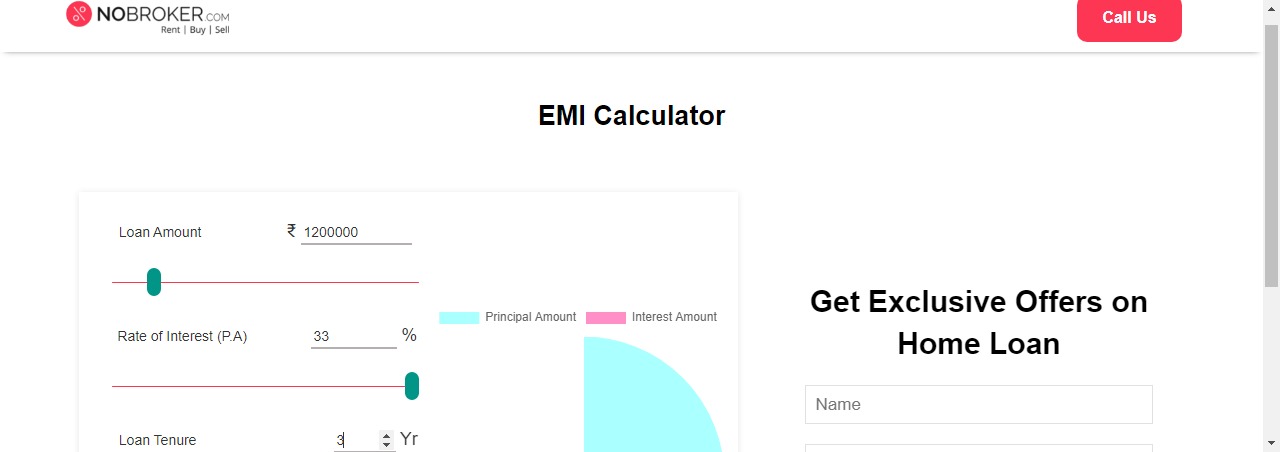 NOBROKER.COM
Rent | Buy | Sell
Call Us
EMI Calculator
Loan Amount ₹ 1200000
Rate of Interest (P.A) 33 %
Loan Tenure 3 Yr
Principal Amount Interest Amount
Get Exclusive Offers on
Home Loan
Name